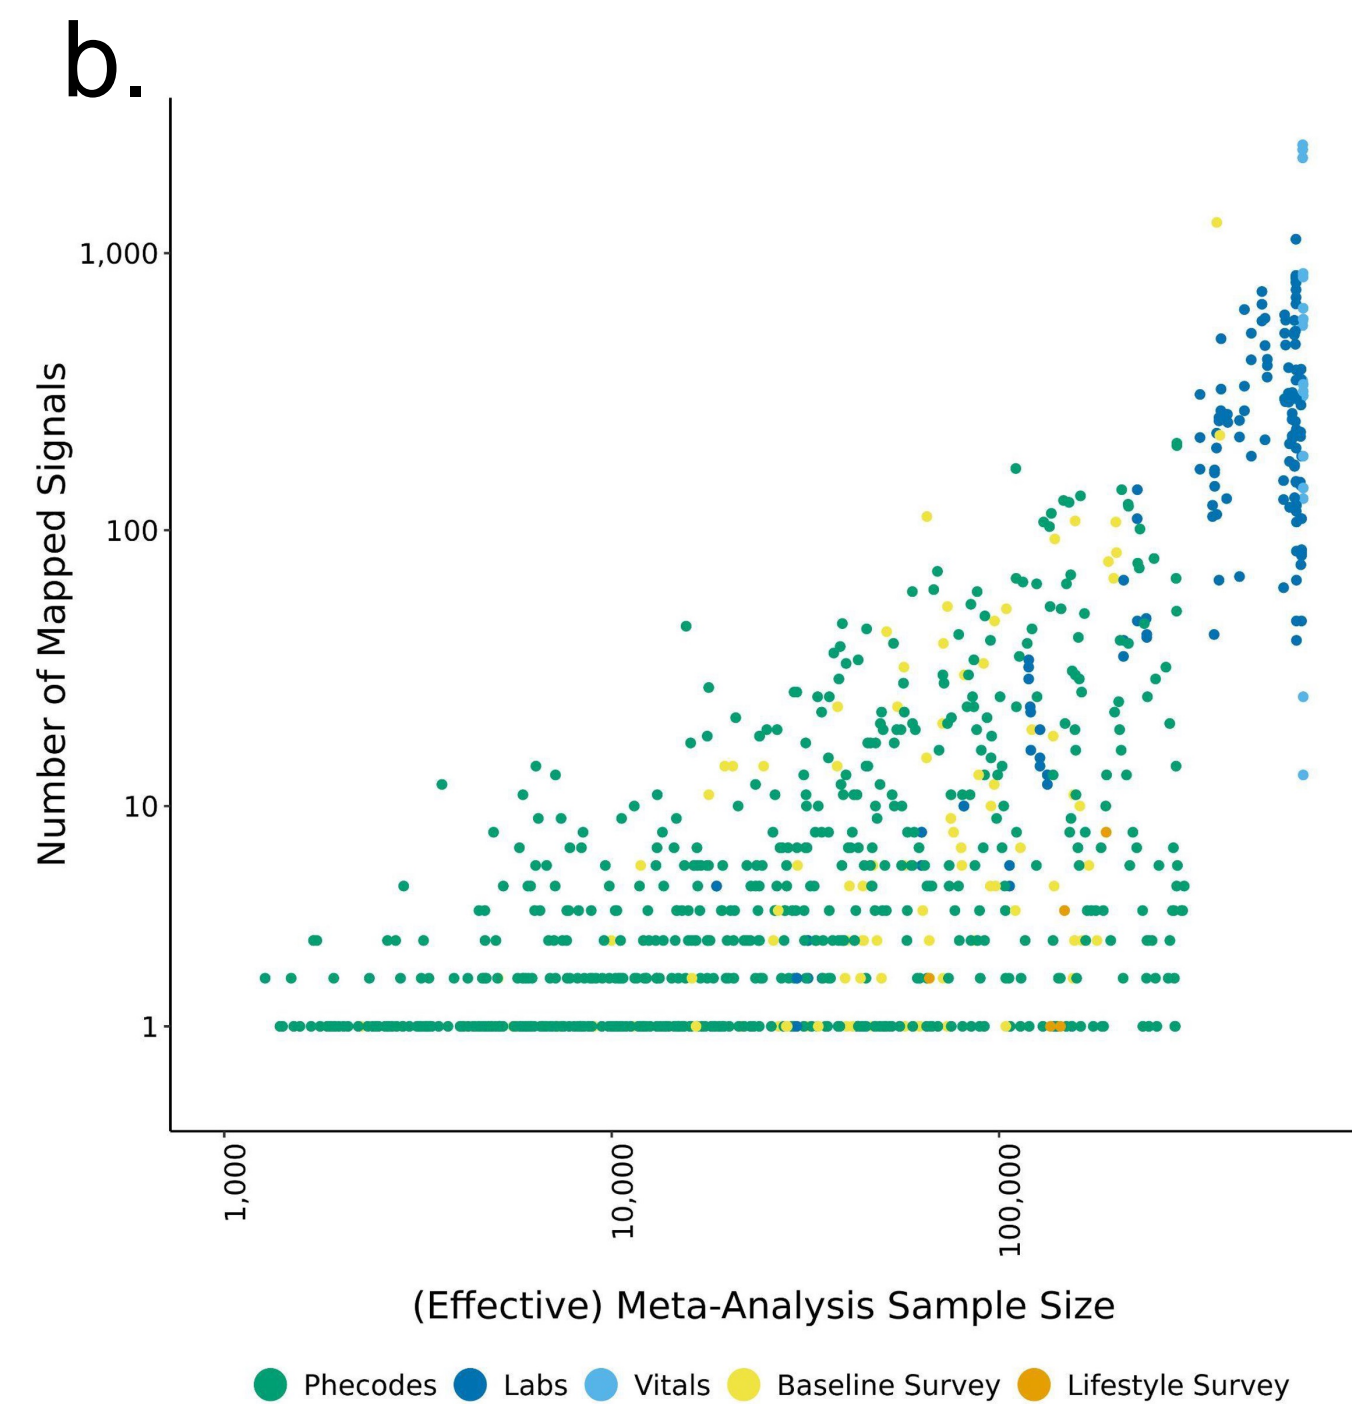 b.
Number of Mapped Signals
1,000
100
10
1
1,000
10,000
100,000
(Effective) Meta-Analysis Sample Size
Phecodes Labs Vitals Baseline Survey Lifestyle Survey